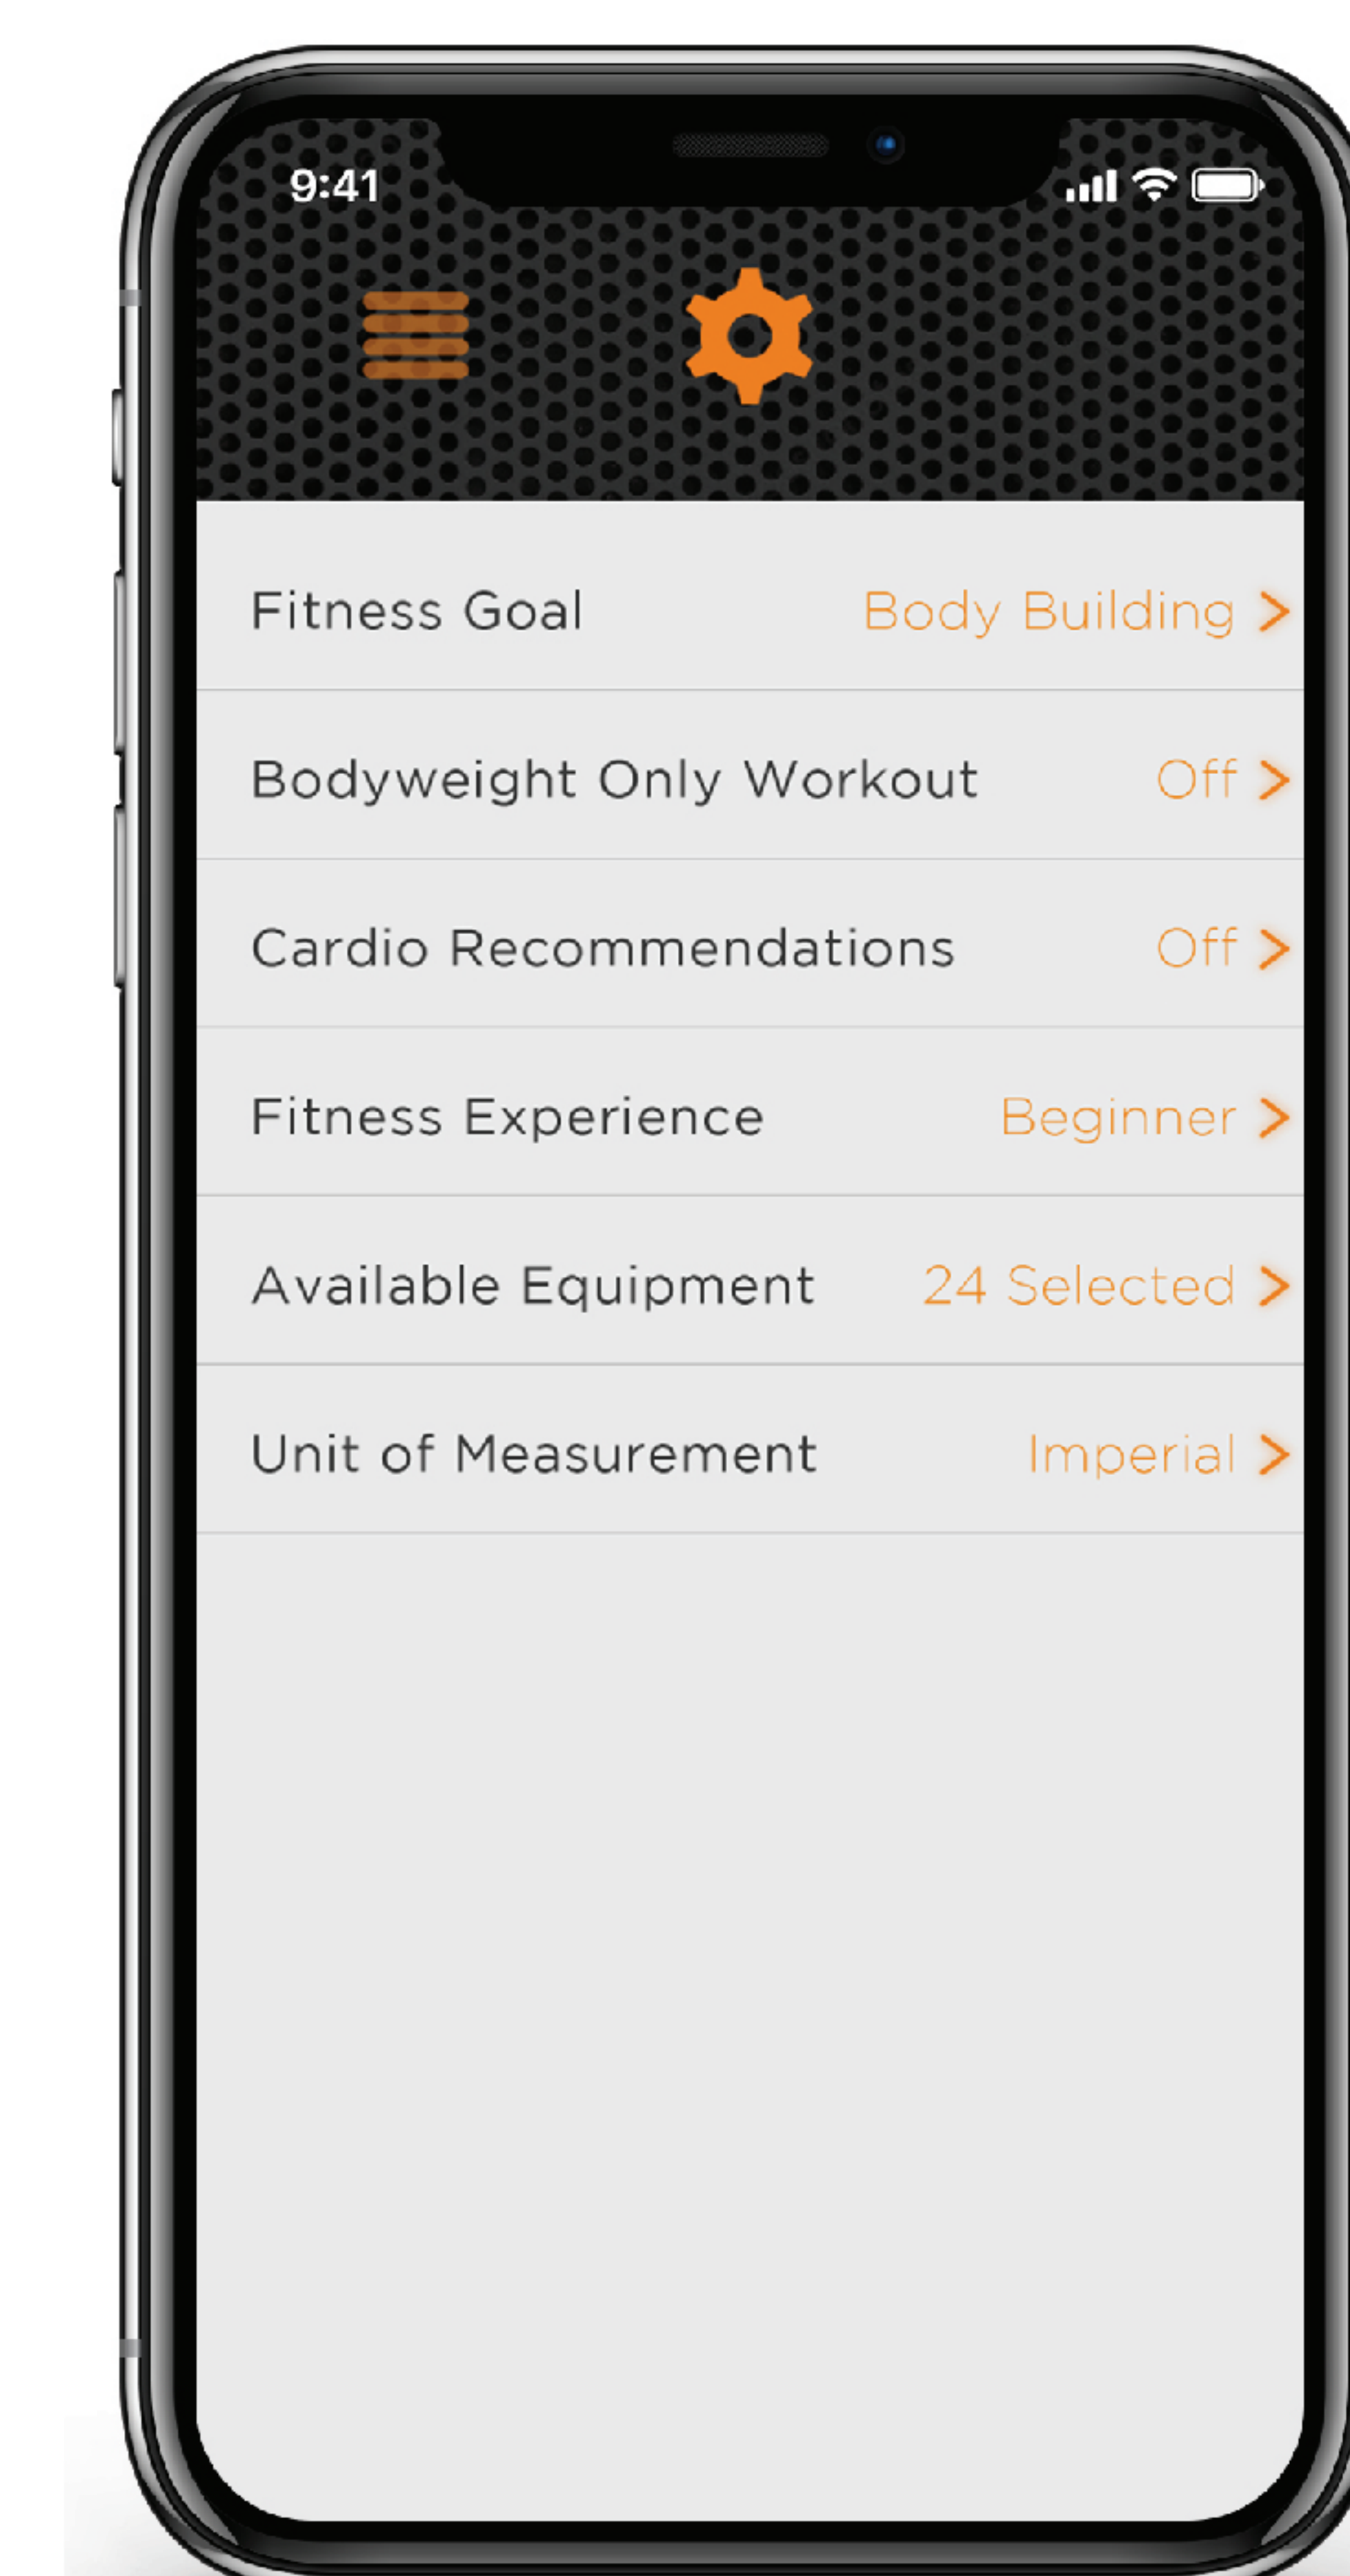 9:41
Fitness Goal Body Building >
Bodyweight Only Workout Off >
Cardio Recommendations Off >
Fitness Experience Beginner >
Available Equipment 24 Selected >
Unit of Measurement Imperial >